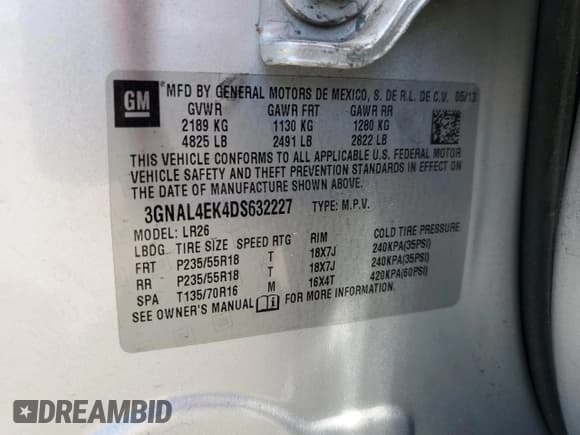 GM
*MFD BY GENERAL MOTORS DE MEXICO, S. DE R.L. DE C.V. 05/13
GVWR GAWR FRT GAWR RR
2189 KG 1130 KG 1280 KG
4825 LB 2491 LB 2822 LB
THIS VEHICLE CONFORMS TO ALL APPLICABLE U.S. FEDERAL MOTOR
VEHICLE SAFETY AND THEFT PREVENTION STANDARDS IN EFFECT ON
THE DATE OF MANUFACTURE SHOWN ABOVE.
3GNAL4EK4DS632227 TYPE: M.P.V.
MODEL: LR26
LBDG TIRE SIZE SPEED RTG RIM COLD TIRE PRESSURE
FRT P235/55R18 T 18X7J 240KPA(35PSI)
RR P235/55R18 T 18X7J 240KPA(35PSI)
SPA T135/70R16 M 16X4T 420KPA(60PSI)
SEE OWNER'S MANUAL FOR MORE INFORMATION.
DREAMBID